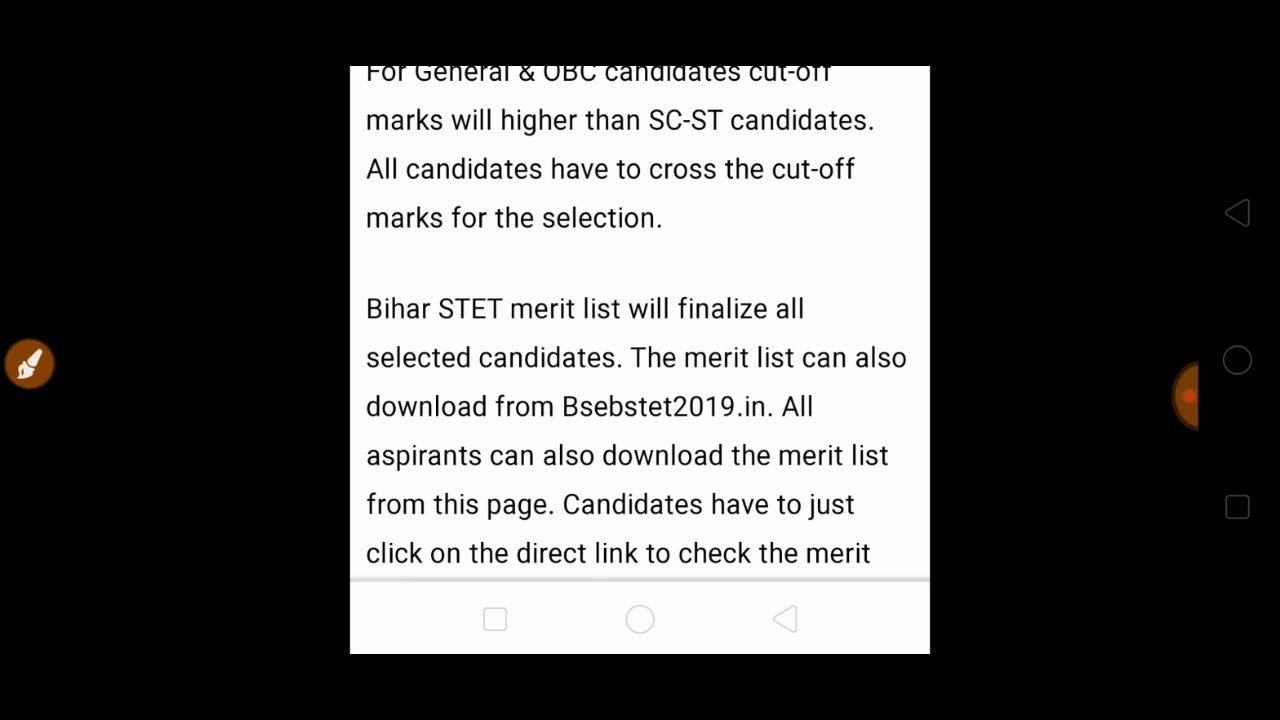 For General & OBC candidates cut-off
marks will higher than SC-ST candidates.
All candidates have to cross the cut-off
marks for the selection.
Bihar STET merit list will finalize all
selected candidates. The merit list can also
download from Bsebstet2019.in. All
aspirants can also download the merit list
from this page. Candidates have to just
click on the direct link to check the merit